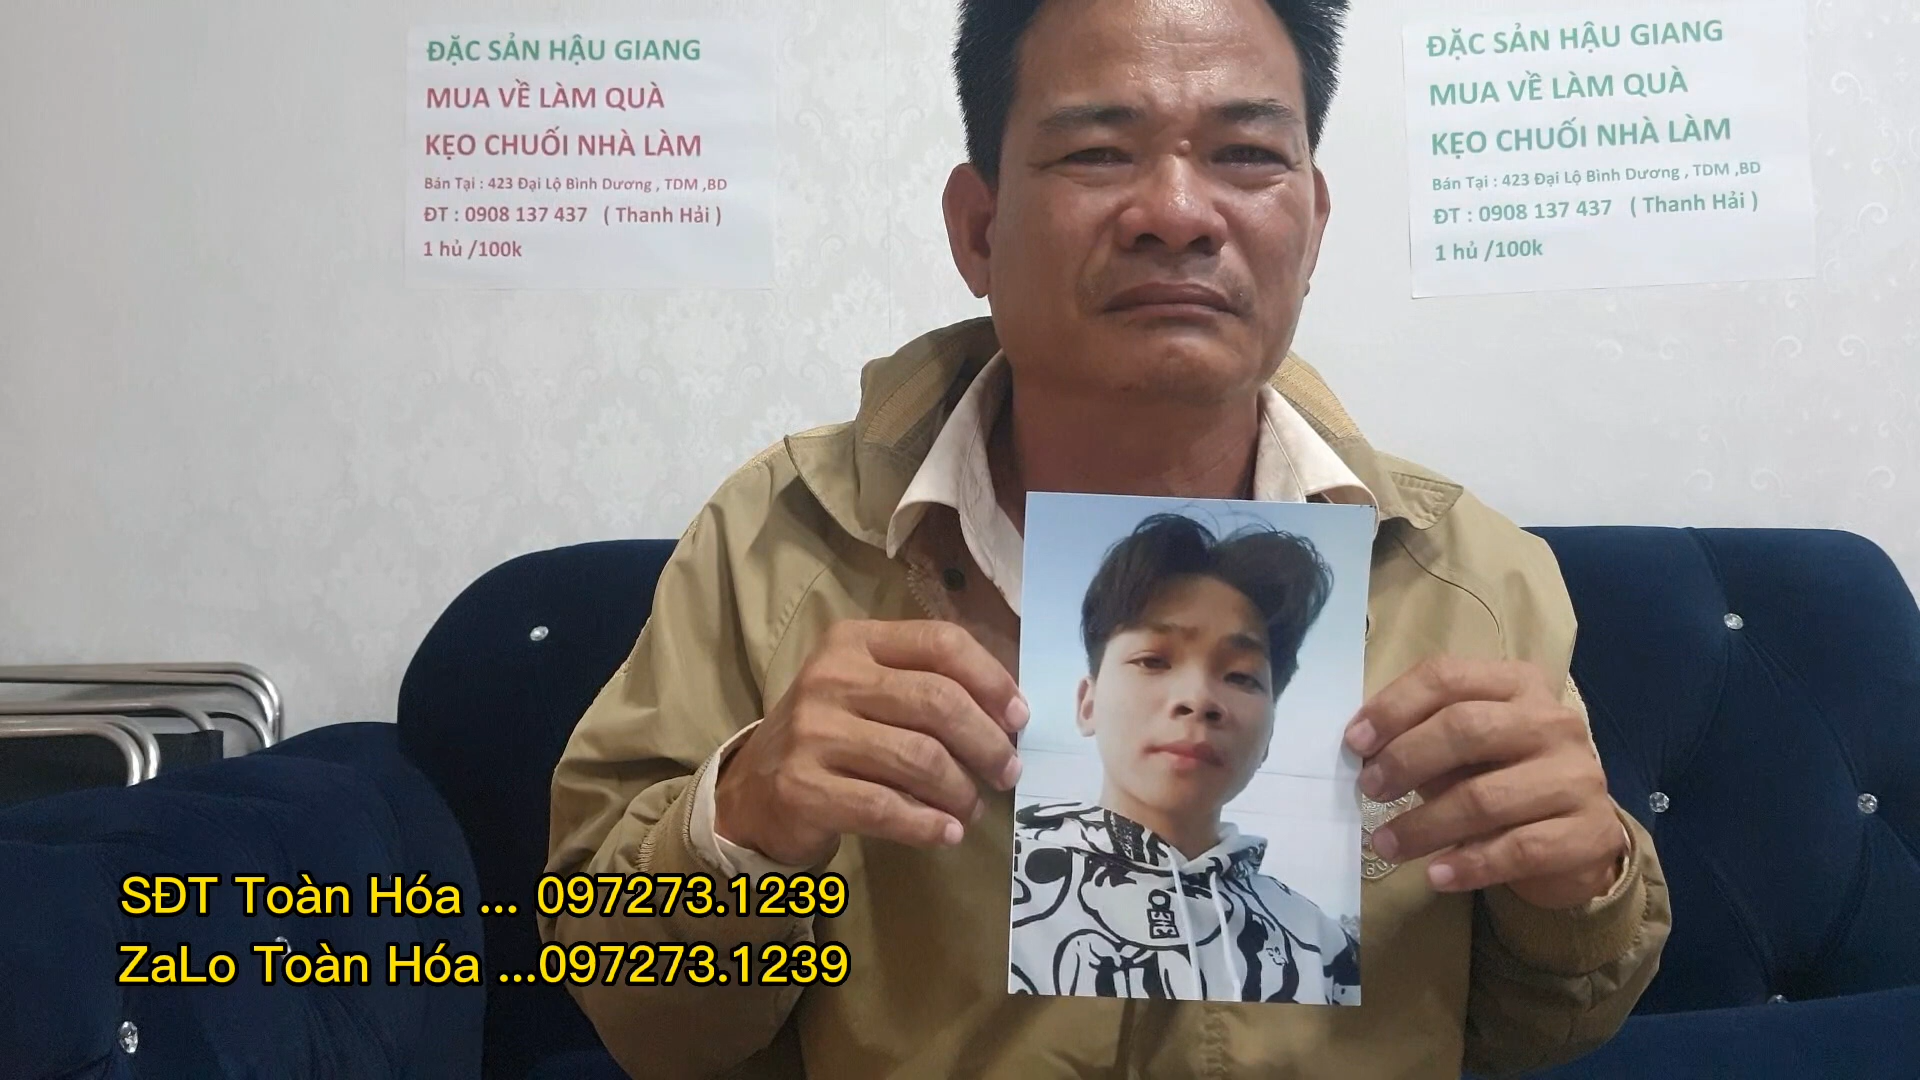 ĐẶC SẢN HẬU GIANG
MUA VỀ LÀM QUÀ
KẸO CHUỐI NHÀ LÀM
Bán Tại : 423 Đại Lộ Bình Dương , TDM ,BD
ĐT : 0908 137 437 ( Thanh Hải )
1 hủ /100k
ĐẶC SẢN HẬU GIANG
MUA VỀ LÀM QUÀ
KẸO CHUỐI NHÀ LÀM
Bán Tại : 423 Đại Lộ Bình Dương , TDM ,BD
ĐT : 0908 137 437 ( Thanh Hải )
1 hủ /100k
SĐT Toàn Hóa ... 097273.1239
ZaLo Toàn Hóa ...097273.1239